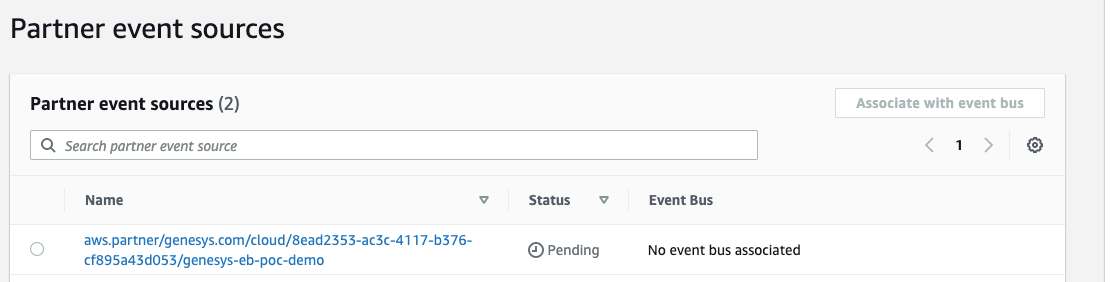 Partner event sources
Partner event sources (2)
Associate with event bus
Search partner event source
1
Name
Status
Event Bus
aws.partner/genesys.com/cloud/8ead2353-ac3c-4117-b376-
cf895a43d053/genesys-eb-poc-demo
Pending
No event bus associated